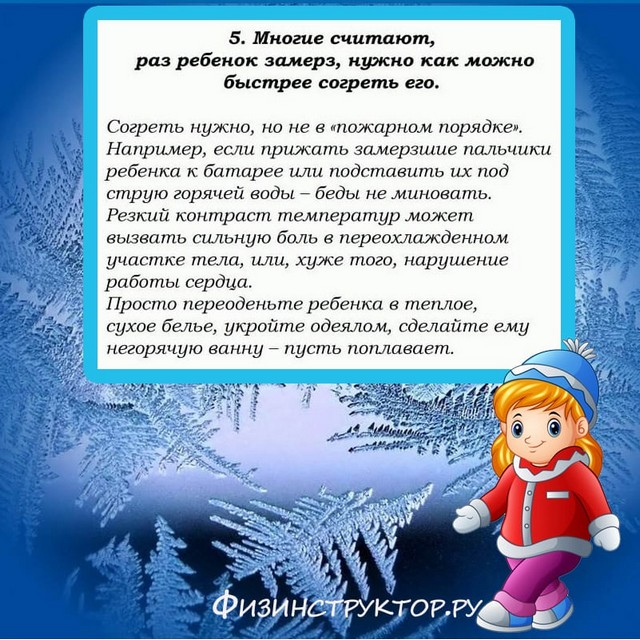 5. Многие считают,
раз ребенок замерз, нужно как можно
быстрее согреть его.
Согреть нужно, но не в «пожарном порядке».
Например, если прижать замерзшие пальчики
ребенка к батарее или подставить их под
струю горячей воды – беды не миновать.
Резкий контраст температур может
вызвать сильную боль в переохлажденном
участке тела, или, хуже того, нарушение
работы сердца.
Просто переоденьте ребенка в теплое,
сухое белье, укройте одеялом, сделайте ему
негорячую ванну – пусть поплавает.
Физинструктор.ру